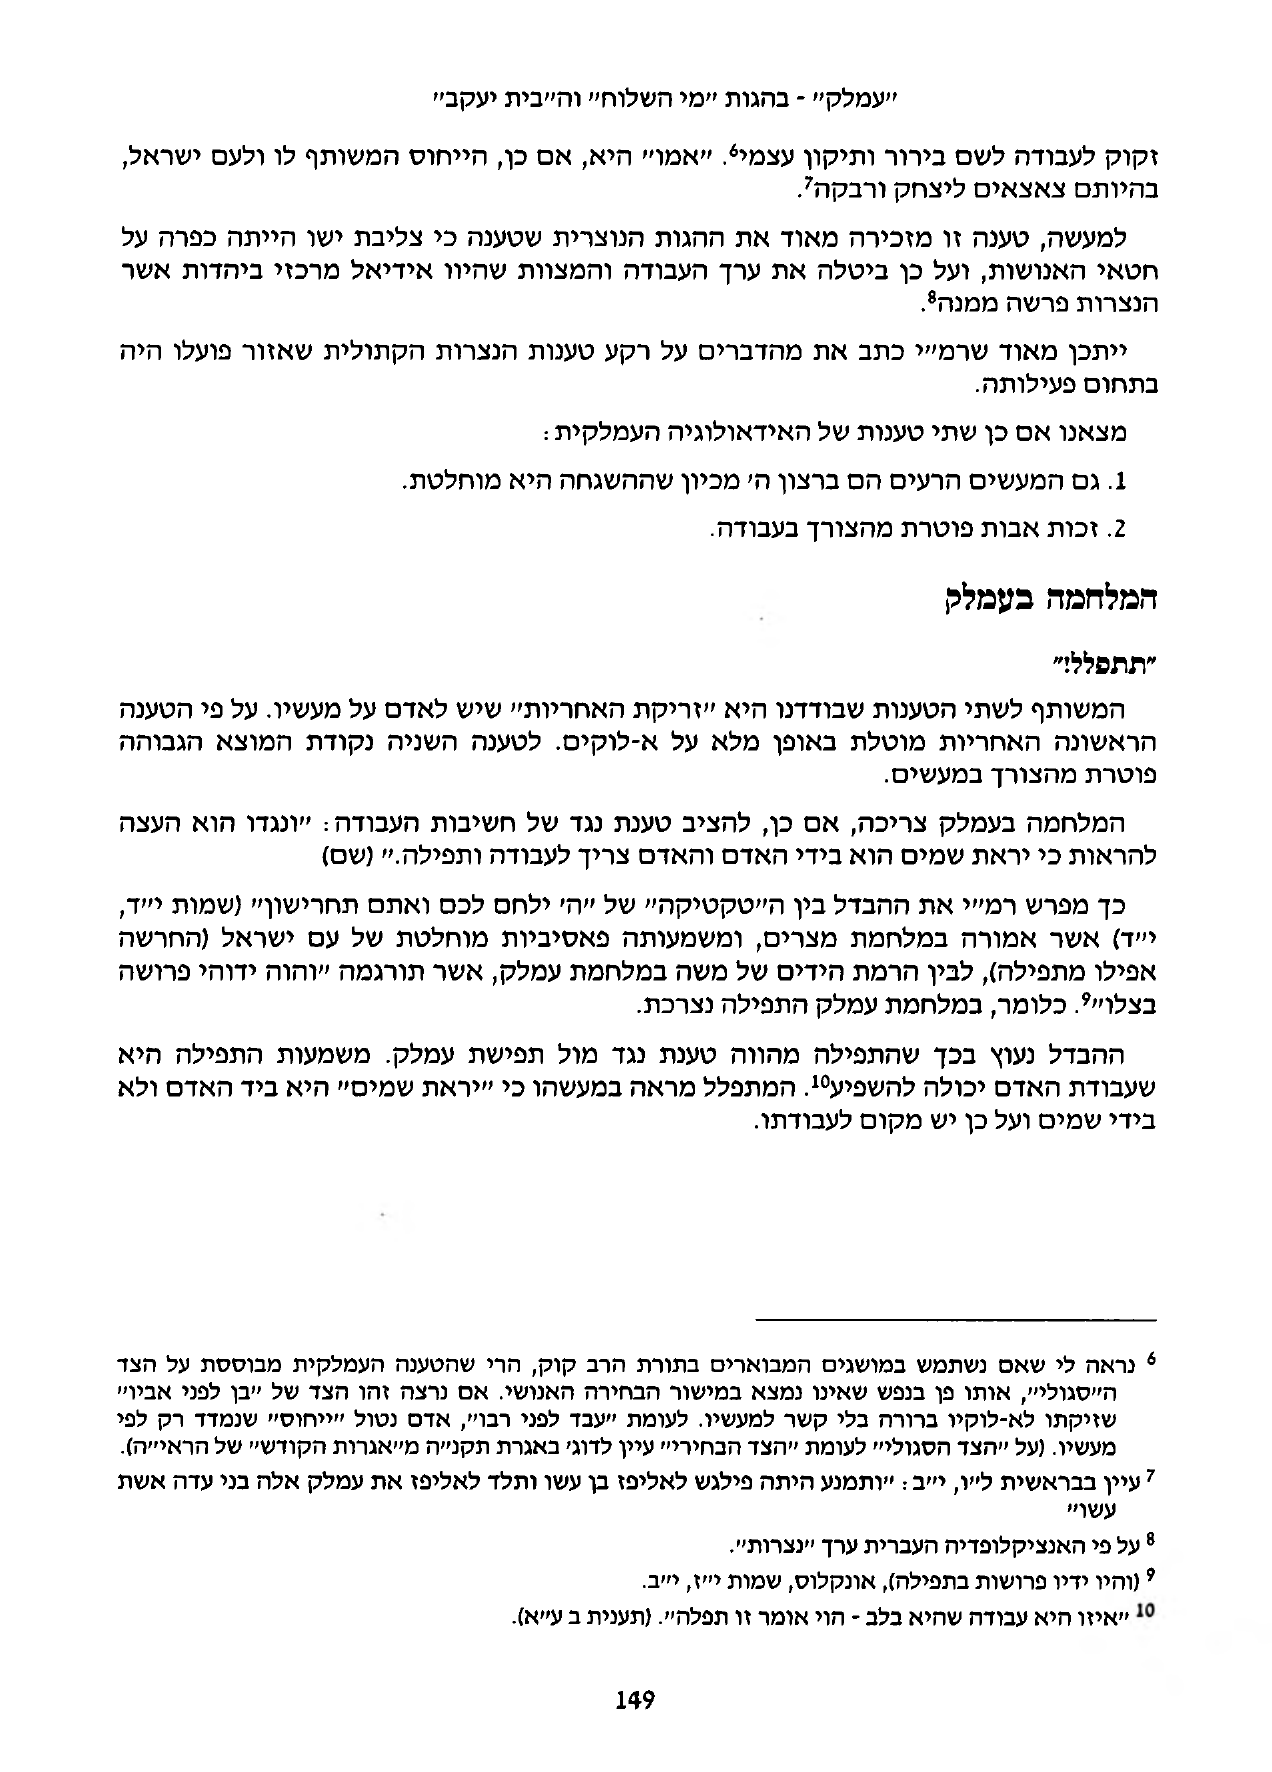 "עמלק" - בהגות "מי השלוח" וה"בית יעקב"
זקוק לעבודה לשם בירור ותיקון עצמי6. "אמו" היא, אם כן, הייחוס המשותף לו ולעם ישראל,
בהיותם צאצאים ליצחק ורבקה7.
למעשה, טענה זו מזכירה מאוד את ההגות הנוצרית שטענה כי צליבת ישו הייתה כפרה על
חטאי האנושות, ועל כן ביטלה את ערך העבודה והמצוות שהיוו אידיאל מרכזי ביהדות אשר
הנצרות פרשה ממנה8.
ייתכן מאוד שרמ"י כתב את מהדברים על רקע טענות הנצרות הקתולית שאזור פועלו היה
בתחום פעילותה.
מצאנו אם כן שתי טענות של האידאולוגיה העמלקית:
1. גם המעשים הרעים הם ברצון ה' מכיון שההשגחה היא מוחלטת.
2. זכות אבות פוטרת מהצורך בעבודה.
המלחמה בעמלק
"תתפלל!"
המשותף לשתי הטענות שבודדנו היא "זריקת האחריות" שיש לאדם על מעשיו. על פי הטענה
הראשונה האחריות מוטלת באופן מלא על א-לוקים. לטענה השניה נקודת המוצא הגבוהה
פוטרת מהצורך במעשים.
המלחמה בעמלק צריכה, אם כן, להציב טענת נגד של חשיבות העבודה: "ונגדו הוא העצה
להראות כי יראת שמים הוא בידי האדם והאדם צריך לעבודה ותפילה." (שם)
כך מפרש רמ"י את ההבדל בין ה"טקטיקה" של "ה' ילחם לכם ואתם תחרישון" (שמות י"ד,
י"ד) אשר אמורה במלחמת מצרים, ומשמעותה פאסיביות מוחלטת של עם ישראל (החרשה
אפילו מתפילה), לבין הרמת הידים של משה במלחמת עמלק, אשר תורגמה "והוה ידוהי פרושה
בצלו"9. כלומר, במלחמת עמלק התפילה נצרכת.
ההבדל נעוץ בכך שהתפילה מהווה טענת נגד מול תפישת עמלק. משמעות התפילה היא
שעבודת האדם יכולה להשפיע10. המתפלל מראה במעשהו כי "יראת שמים" היא ביד האדם ולא
בידי שמים ועל כן יש מקום לעבודתו.
6 נראה לי שאם נשתמש במושגים המבוארים בתורת הרב קוק, הרי שהטענה העמלקית מבוססת על הצד
ה"סגולי", אותו פן בנפש שאינו נמצא במישור הבחירה האנושי. אם נרצה זהו הצד של "בן לפני אביו"
שזיקתו לא-לוקיו ברורה בלי קשר למעשיו. לעומת "עבד לפני רבו", אדם נטול "ייחוס" שנמדד רק לפי
מעשיו. (על "הצד הסגולי" לעומת "הצד הבחירי" עיין לדוג' באגרת תקנ"ה מ"אגרות הקודש" של הראי"ה).
7 עיין בבראשית ל"ו, י"ב: "ותמנע היתה פילגש לאליפז בן עשו ותלד לאליפז את עמלק אלה בני עדה אשת
עשו"
8 על פי האנציקלופדיה העברית ערך "נצרות".
9 (והיו ידיו פרושות בתפילה), אונקלוס, שמות י"ז, י"ב.
10 "איזו היא עבודה שהיא בלב - הוי אומר זו תפלה". (תענית ב ע"א).
149